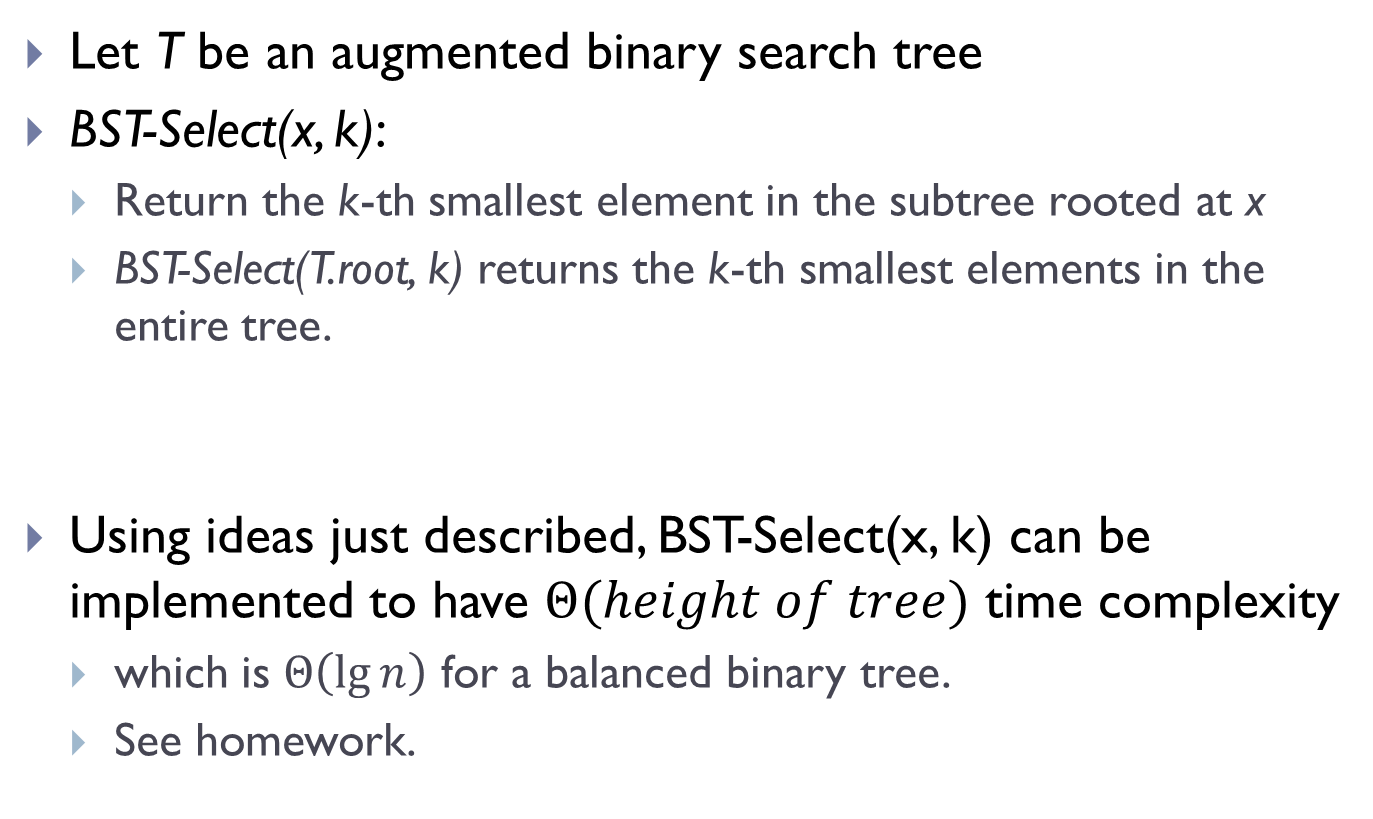 Let T be an augmented binary search tree
BST-Select(x, k):
Return the k-th smallest element in the subtree rooted at x
BST-Select(T.root, k) returns the k-th smallest elements in the
entire tree.
Using ideas just described, BST-Select(x, k) can be
implemented to have Θ(height of tree) time complexity
which is Θ(lg n) for a balanced binary tree.
See homework.